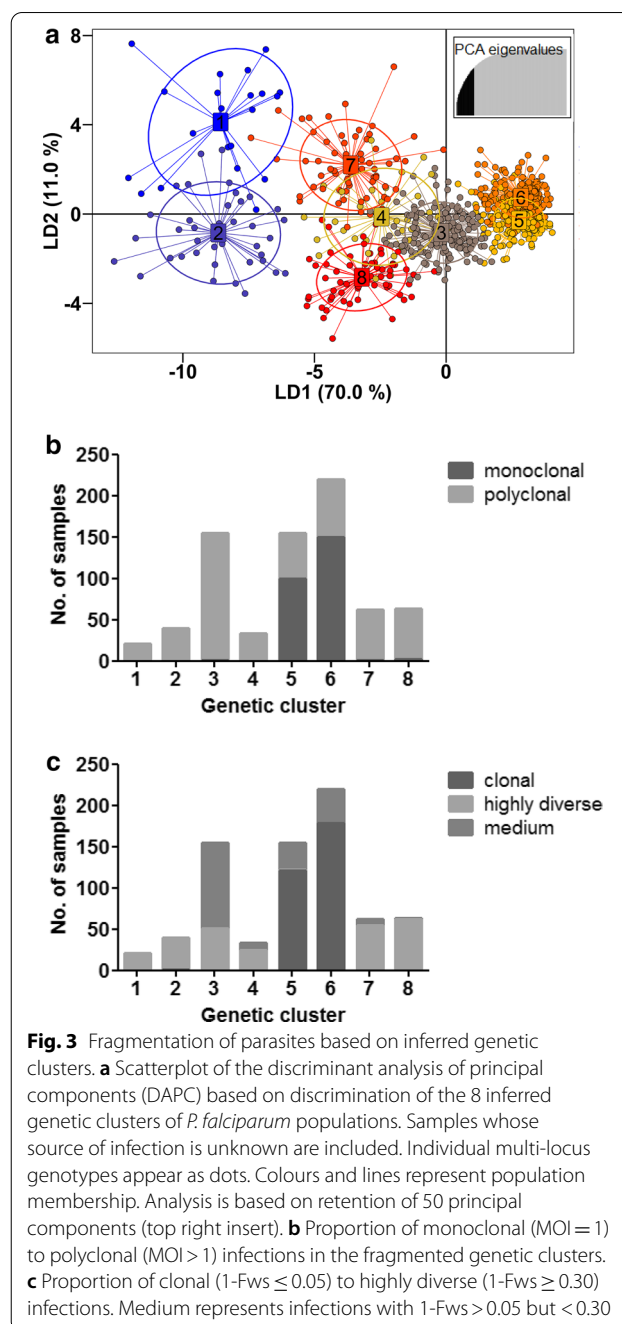 a
8
4
0
-4
LD2 (11.0 %)
PCA eigenvalues
1
2
7
4
3
6
5
8
-10
-5
0
LD1 (70.0 %)
b
250
200
150
100
50
0
No. of samples
monoclonal
polyclonal
1 2 3 4 5 6 7 8
Genetic cluster
c
250
200
150
100
50
0
No. of samples
clonal
highly diverse
medium
1 2 3 4 5 6 7 8
Genetic cluster
Fig. 3 Fragmentation of parasites based on inferred genetic
clusters. a Scatterplot of the discriminant analysis of principal
components (DAPC) based on discrimination of the 8 inferred
genetic clusters of P. falciparum populations. Samples whose
source of infection is unknown are included. Individual multi-locus
genotypes appear as dots. Colours and lines represent population
membership. Analysis is based on retention of 50 principal
components (top right insert). b Proportion of monoclonal (MOI = 1)
to polyclonal (MOI > 1) infections in the fragmented genetic clusters.
c Proportion of clonal (1-Fws ≤ 0.05) to highly diverse (1-Fws ≥ 0.30)
infections. Medium represents infections with 1-Fws > 0.05 but < 0.30